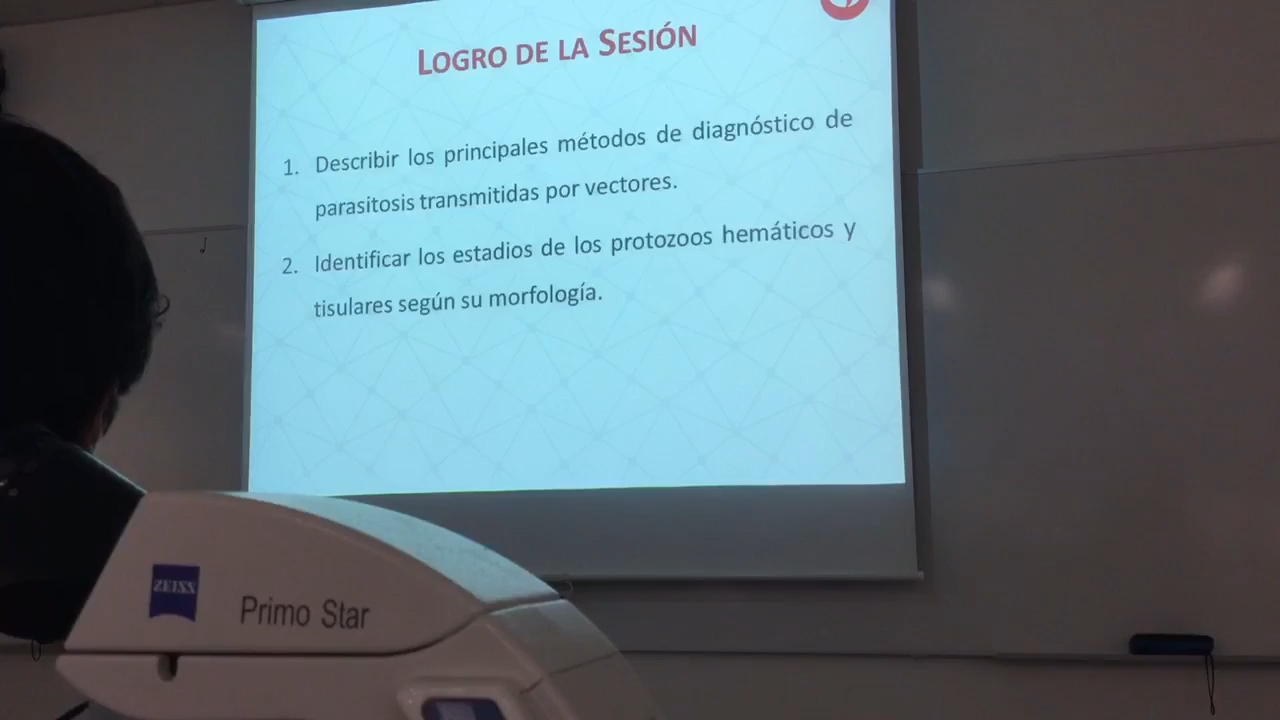 LOGRO DE LA SESIÓN
1. Describir los principales métodos de diagnóstico de
parasitosis transmitidas por vectores.
2. Identificar los estadios de los protozoos hemáticos y
tisulares según su morfología.
ZEISS
Primo Star